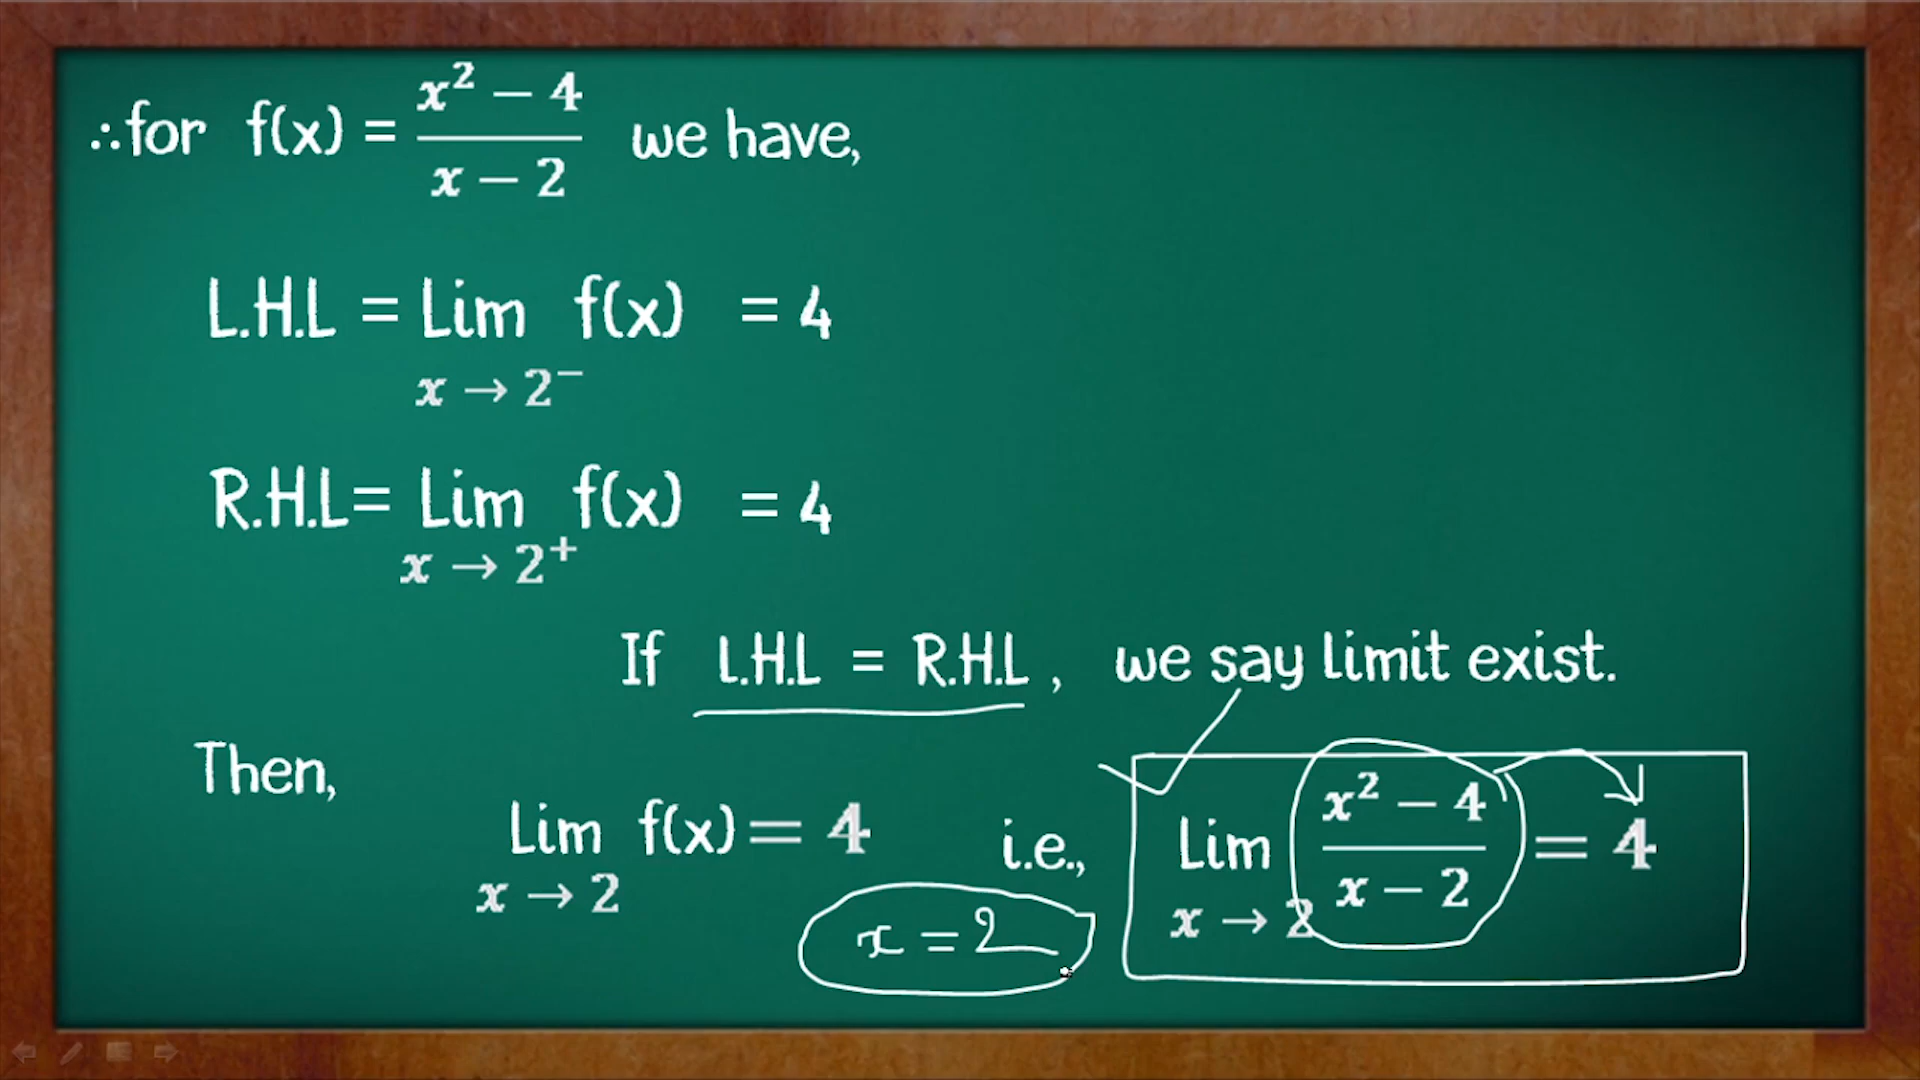 ∴for f(x) = x² − 4 / x − 2 we have,
L.H.L = Lim f(x) = 4
x → 2⁻
R.H.L= Lim f(x) = 4
x → 2⁺
If L.H.L = R.H.L , we say limit exist.
Then,
Lim f(x) = 4 i.e., Lim x² − 4 / x − 2 = 4
x → 2 x → 2
x = 2